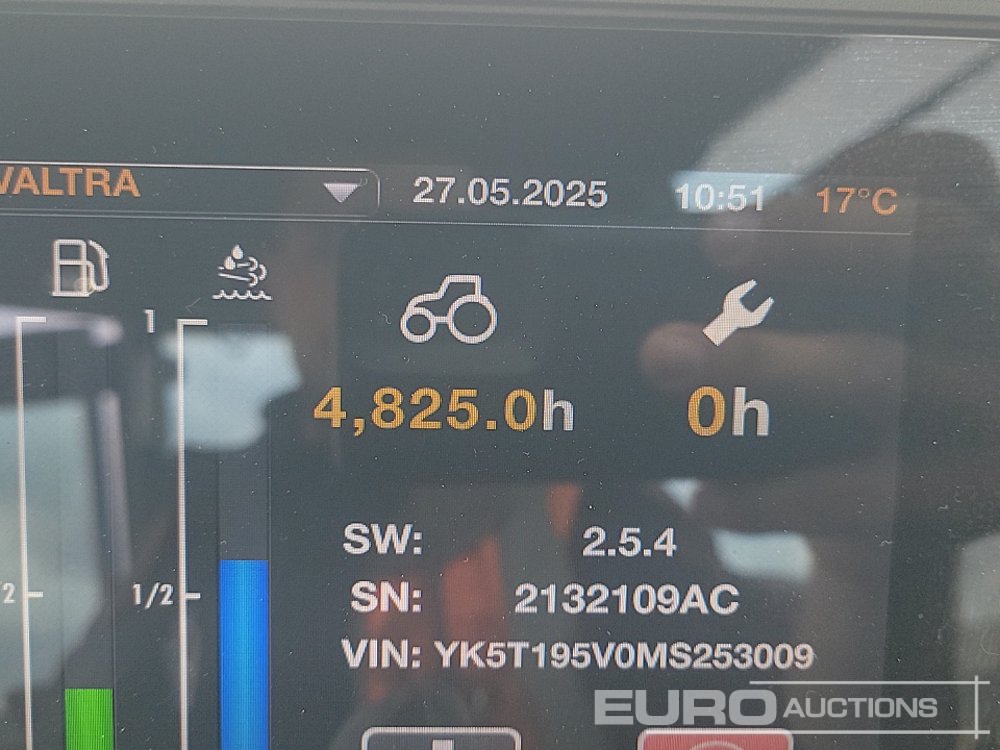 VALTRA
27.05.2025
10:51
17°C
1
4,825.0h
0h
SW: 2.5.4
2
1/2
SN: 2132109AC
VIN: YK5T195V0MS253009
EURO AUCTIONS